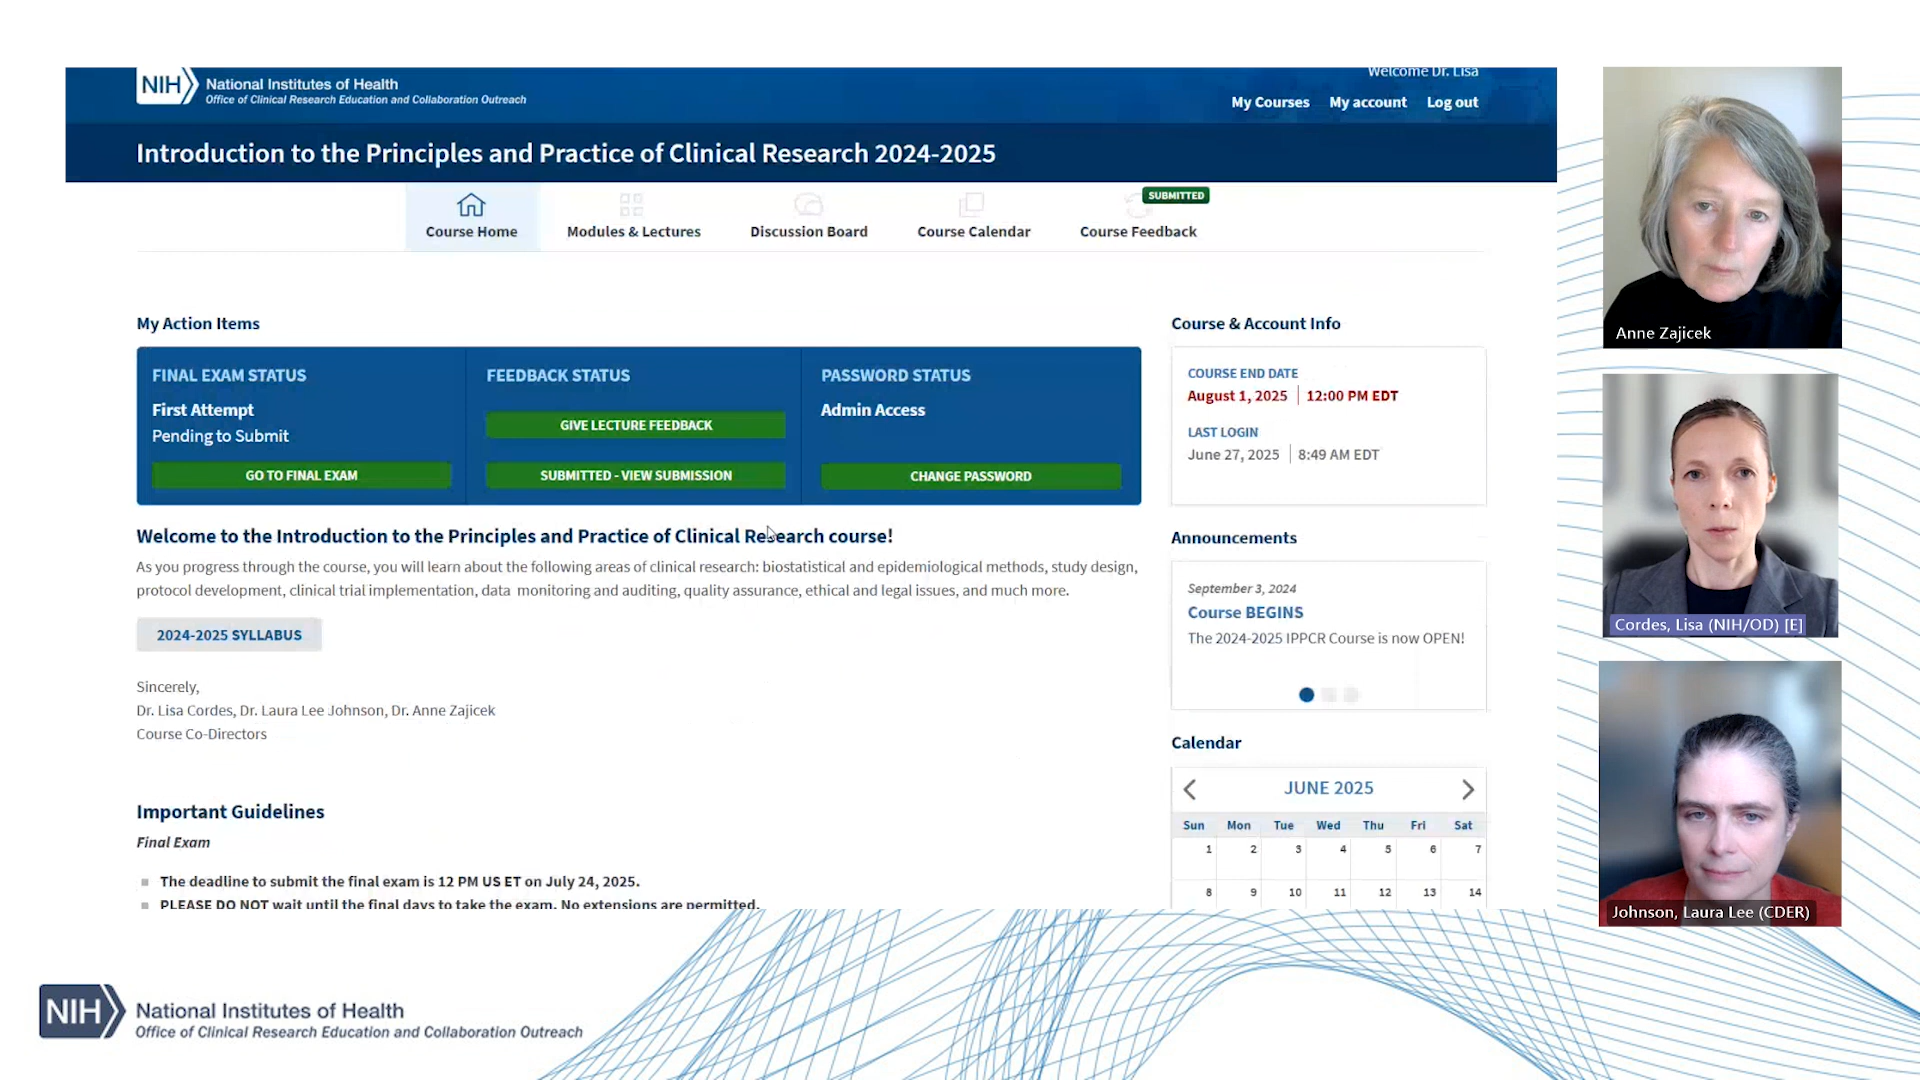 NIH
National Institutes of Health
Office of Clinical Research Education and Collaboration Outreach
Welcome Dr. Lisa
My Courses My account Log out
Introduction to the Principles and Practice of Clinical Research 2024-2025
Course Home
Modules & Lectures
Discussion Board
Course Calendar
SUBMITTED
Course Feedback
My Action Items
FINAL EXAM STATUS
First Attempt
Pending to Submit
GO TO FINAL EXAM
FEEDBACK STATUS
GIVE LECTURE FEEDBACK
SUBMITTED - VIEW SUBMISSION
PASSWORD STATUS
Admin Access
CHANGE PASSWORD
Welcome to the Introduction to the Principles and Practice of Clinical Research course!
As you progress through the course, you will learn about the following areas of clinical research: biostatistical and epidemiological methods, study design,
protocol development, clinical trial implementation, data monitoring and auditing, quality assurance, ethical and legal issues, and much more.
2024-2025 SYLLABUS
Sincerely,
Dr. Lisa Cordes, Dr. Laura Lee Johnson, Dr. Anne Zajicek
Course Co-Directors
Important Guidelines
Final Exam
The deadline to submit the final exam is 12 PM US ET on July 24, 2025.
PLEASE DO NOT wait until the final days to take the exam. No extensions are permitted.
Course & Account Info
COURSE END DATE
August 1, 2025 12:00 PM EDT
LAST LOGIN
June 27, 2025 8:49 AM EDT
Announcements
September 3, 2024
Course BEGINS
The 2024-2025 IPPCR Course is now OPEN!
Calendar
JUNE 2025
Sun Mon Tue Wed Thu Fri Sat
1 2 3 4 5 6 7
8 9 10 11 12 13 14
Anne Zajicek
Cordes, Lisa (NIH/OD) [E]
Johnson, Laura Lee (CDER)
NIH
National Institutes of Health
Office of Clinical Research Education and Collaboration Outreach